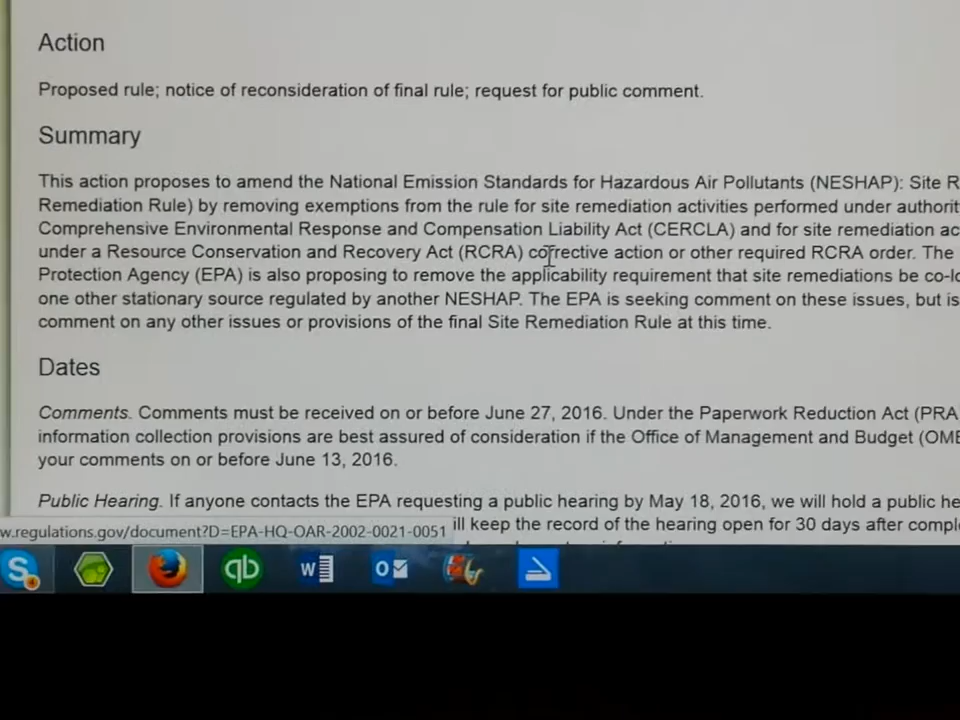 Action
Proposed rule; notice of reconsideration of final rule; request for public comment.
Summary
This action proposes to amend the National Emission Standards for Hazardous Air Pollutants (NESHAP): Site R
Remediation Rule) by removing exemptions from the rule for site remediation activities performed under authorit
Comprehensive Environmental Response and Compensation Liability Act (CERCLA) and for site remediation ac
under a Resource Conservation and Recovery Act (RCRA) corrective action or other required RCRA order. The
Protection Agency (EPA) is also proposing to remove the applicability requirement that site remediations be co-lo
one other stationary source regulated by another NESHAP. The EPA is seeking comment on these issues, but is
comment on any other issues or provisions of the final Site Remediation Rule at this time.
Dates
Comments. Comments must be received on or before June 27, 2016. Under the Paperwork Reduction Act (PRA
information collection provisions are best assured of consideration if the Office of Management and Budget (OME
your comments on or before June 13, 2016.
Public Hearing. If anyone contacts the EPA requesting a public hearing by May 18, 2016, we will hold a public he
w.regulations.gov/document?D=EPA-HQ-OAR-2002-0021-0051 ill keep the record of the hearing open for 30 days after compl
S 4 qb W O